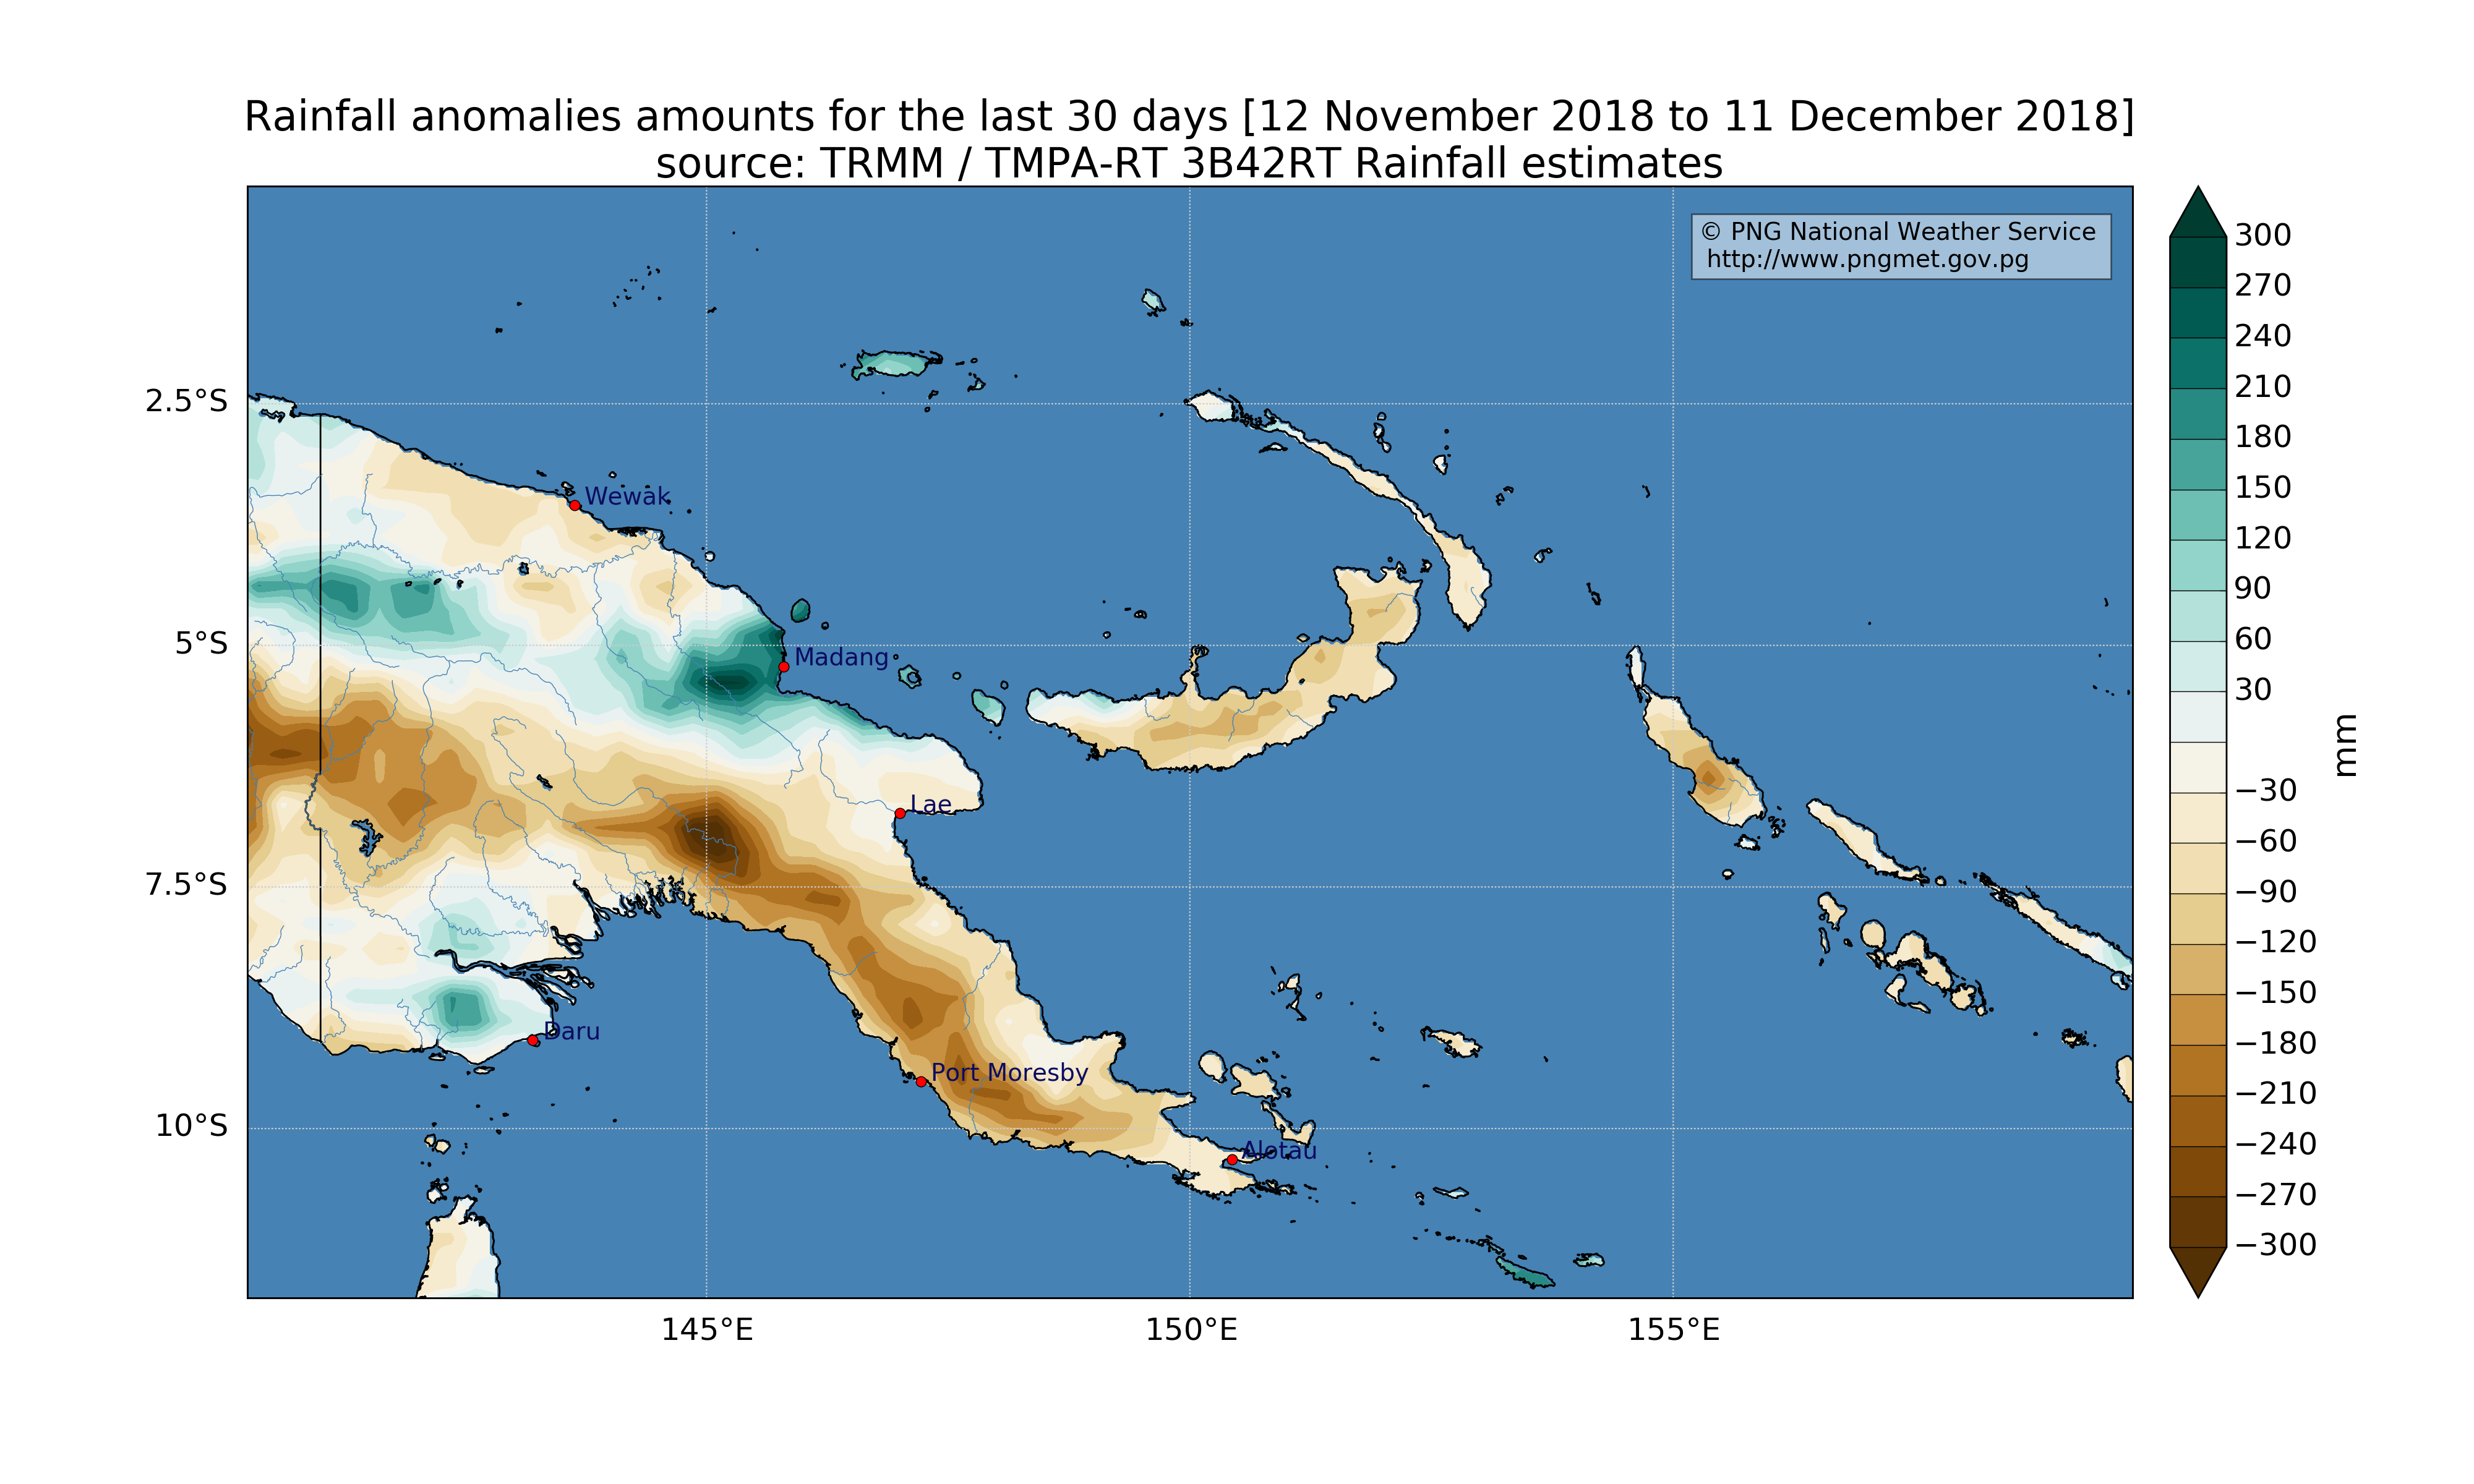 Rainfall anomalies amounts for the last 30 days [12 November 2018 to 11 December 2018]
source: TRMM / TMPA-RT 3B42RT Rainfall estimates
© PNG National Weather Service
http://www.pngmet.gov.pg
2.5°S
5°S
7.5°S
10°S
145°E
150°E
155°E
Wewak
Madang
Lae
Daru
Port Moresby
Alotau
300
270
240
210
180
150
120
90
60
30
−30
−60
−90
−120
−150
−180
−210
−240
−270
−300
mm